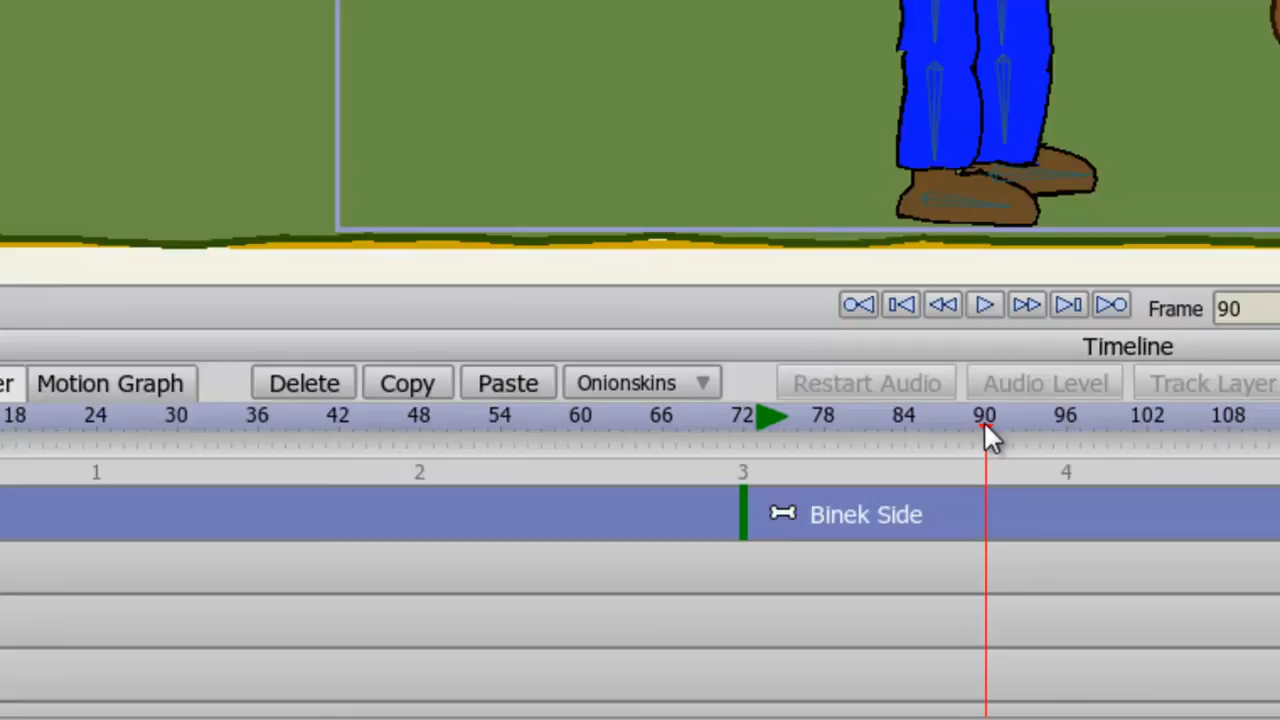 Frame 90
Timeline
er Motion Graph Delete Copy Paste Onionskins Restart Audio Audio Level Track Layer
18 24 30 36 42 48 54 60 66 72 78 84 90 96 102 108
1 2 3 4
Binek Side